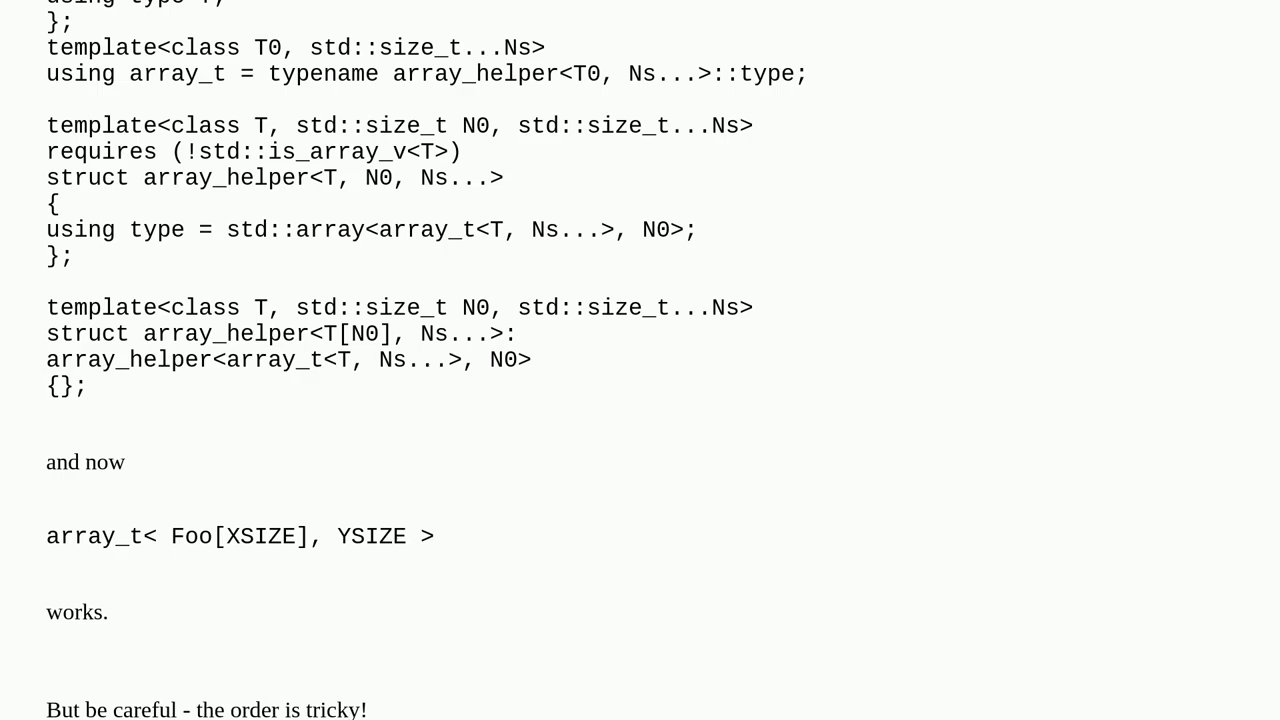 using type T;
};
template<class T0, std::size_t...Ns>
using array_t = typename array_helper<T0, Ns...>::type;
template<class T, std::size_t N0, std::size_t...Ns>
requires (!std::is_array_v<T>)
struct array_helper<T, N0, Ns...>
{
using type = std::array<array_t<T, Ns...>, N0>;
};
template<class T, std::size_t N0, std::size_t...Ns>
struct array_helper<T[N0], Ns...>:
array_helper<array_t<T, Ns...>, N0>
{};
and now
array_t< Foo[XSIZE], YSIZE >
works.
But be careful - the order is tricky!